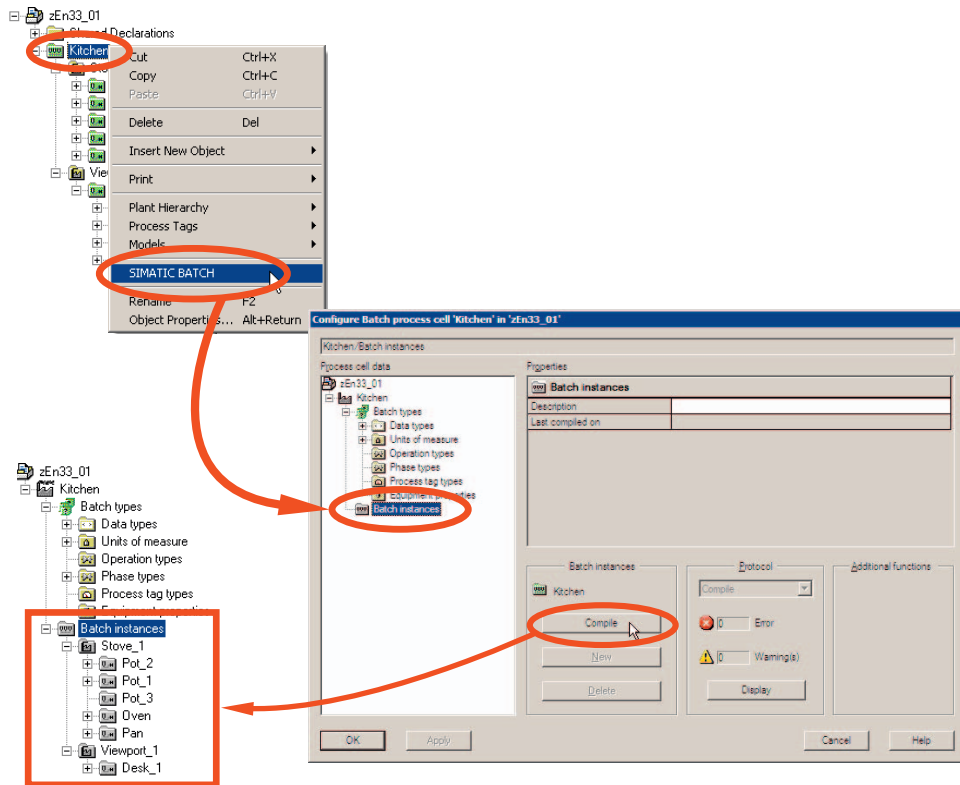 zEn33_01
Shared Declarations
Kitchen
Cut Ctrl+X
Copy Ctrl+C
Paste Ctrl+V
Delete Del
Insert New Object
Print
Plant Hierarchy
Process Tags
Models
SIMATIC BATCH
Rename F2
Object Properties... Alt+Return
Configure Batch process cell 'Kitchen' in 'zEn33_01'
Kitchen/Batch instances
Process cell data
zEn33_01
Kitchen
Batch types
Data types
Units of measure
Operation types
Phase types
Process tag types
Equipment properties
Batch instances
Properties
Batch instances
Description
Last compiled on
Batch instances
Kitchen
Compile
New
Delete
Protocol
Compile
0 Error
0 Warning(s)
Display
Additional functions
OK
Apply
Cancel
Help
zEn33_01
Kitchen
Batch types
Data types
Units of measure
Operation types
Phase types
Process tag types
Equipment properties
Batch instances
Stove_1
Pot_2
Pot_1
Pot_3
Oven
Pan
Viewport_1
Desk_1